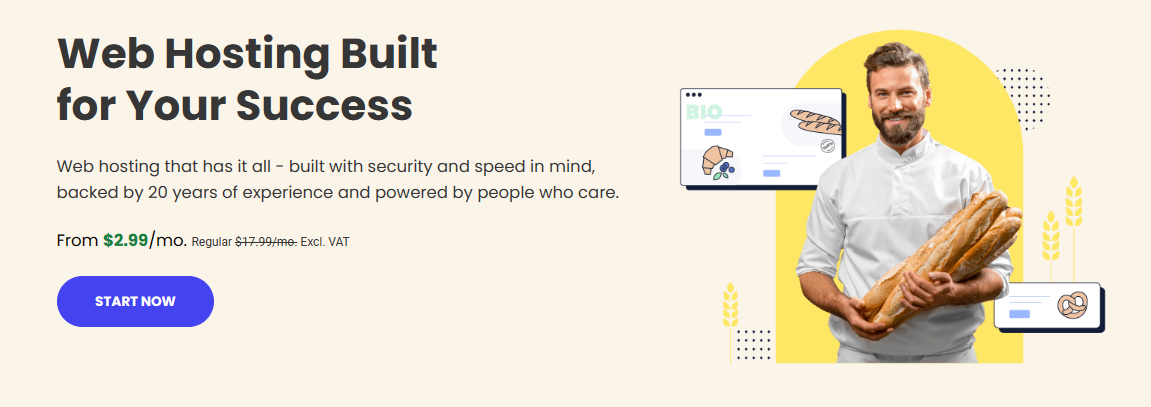 Web Hosting Built
for Your Success
Web hosting that has it all - built with security and speed in mind,
backed by 20 years of experience and powered by people who care.
From $2.99/mo. Regular $17.99/mo. Excl. VAT
START NOW
BIO